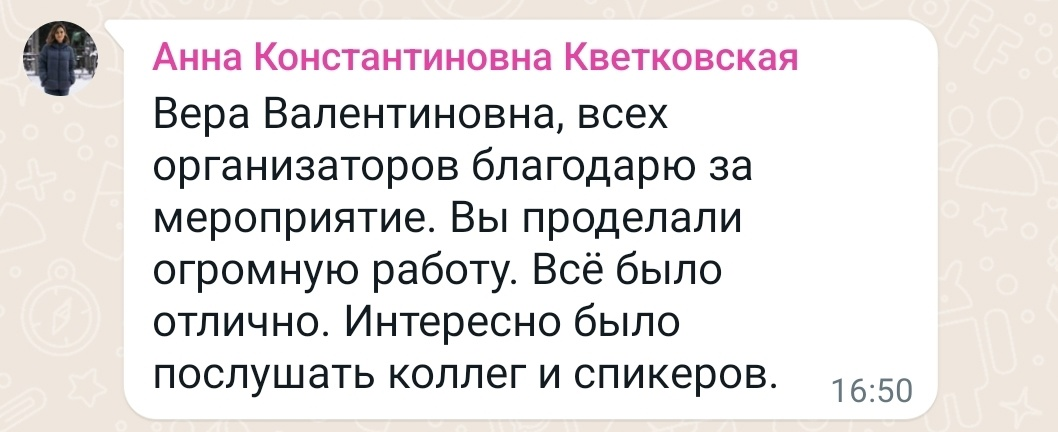 Анна Константиновна Кветковская
Вера Валентиновна, всех
организаторов благодарю за
мероприятие. Вы проделали
огромную работу. Всё было
отлично. Интересно было
послушать коллег и спикеров.
16:50